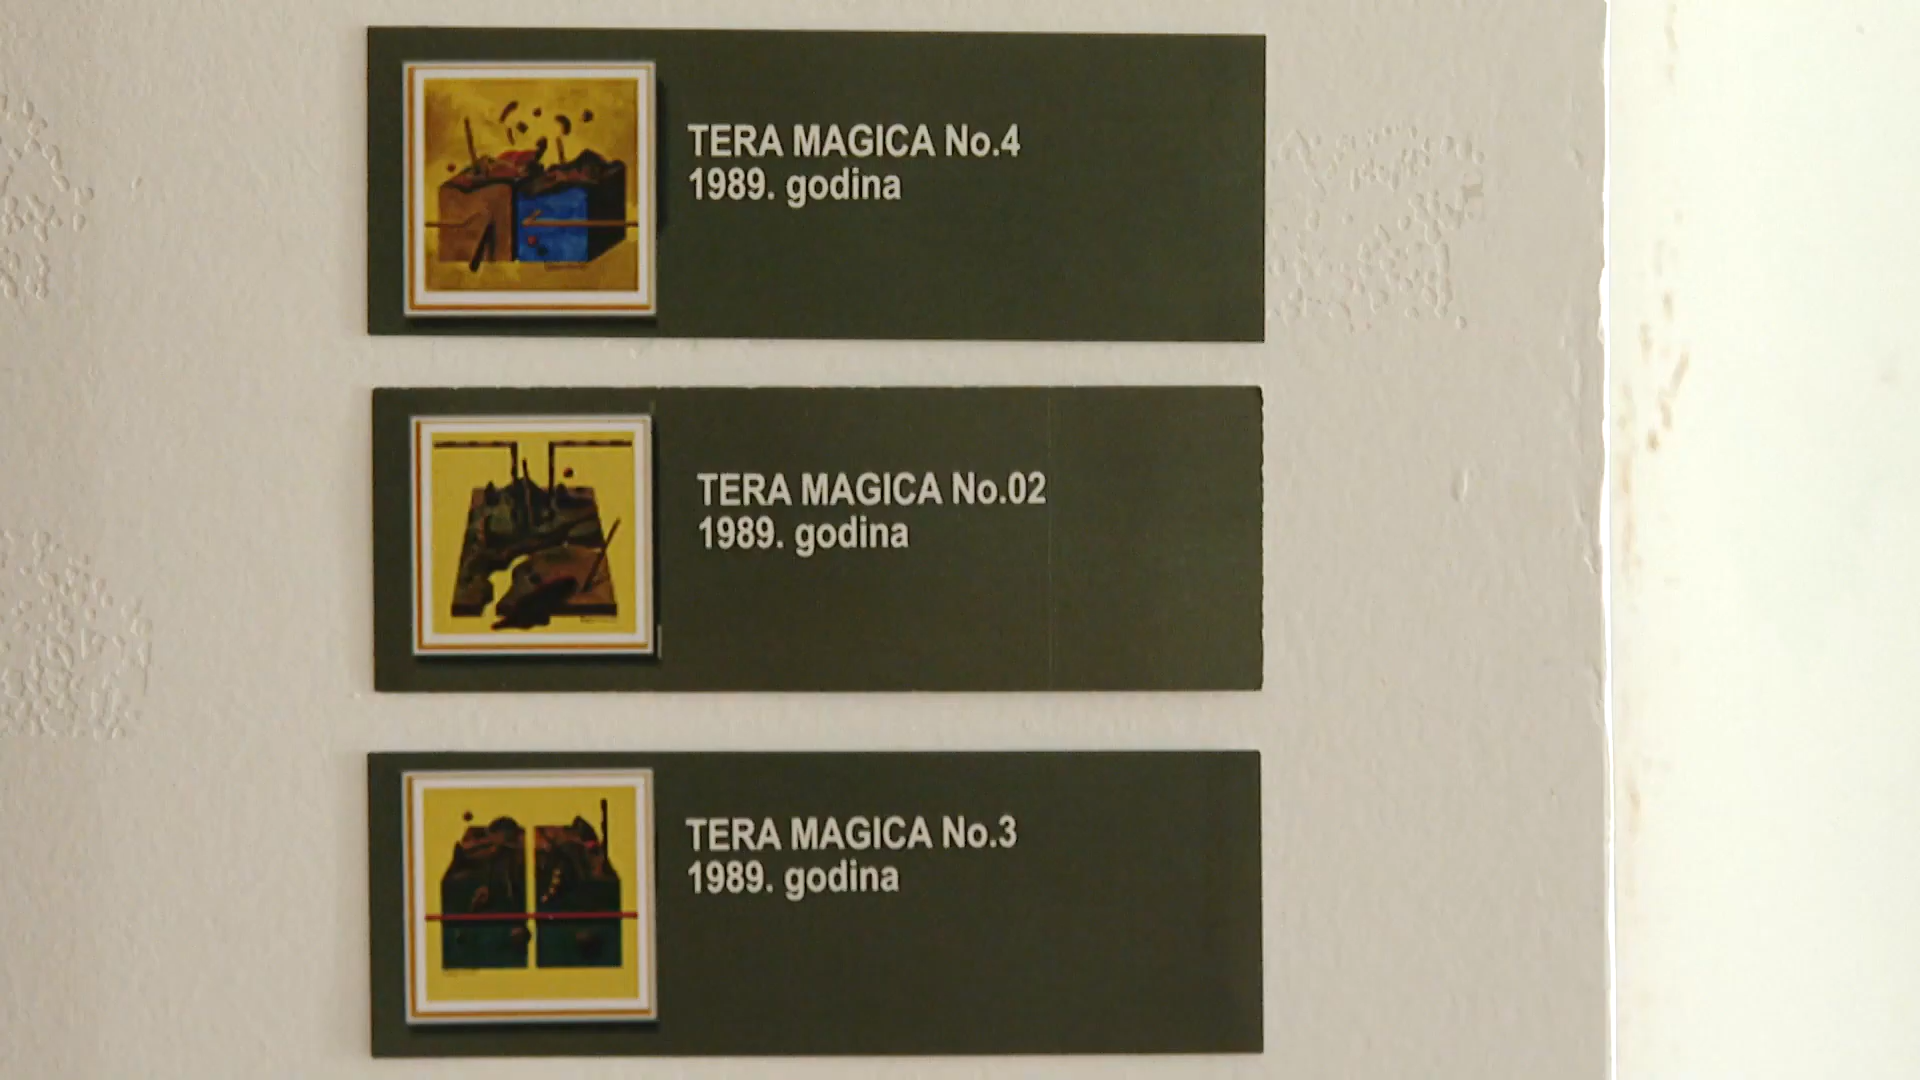 TERA MAGICA No.4
1989. godina
TERA MAGICA No.02
1989. godina
TERA MAGICA No.3
1989. godina